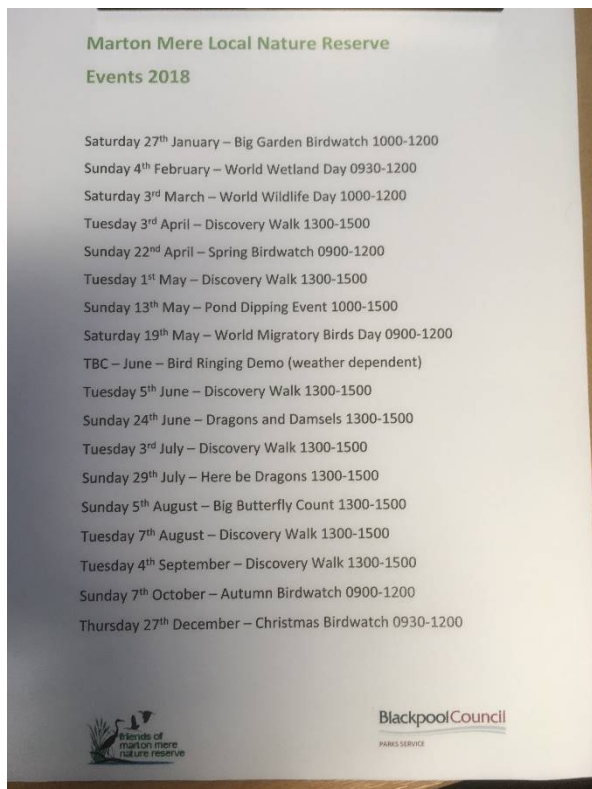 Marton Mere Local Nature Reserve
Events 2018
Saturday 27th January – Big Garden Birdwatch 1000-1200
Sunday 4th February – World Wetland Day 0930-1200
Saturday 3rd March – World Wildlife Day 1000-1200
Tuesday 3rd April – Discovery Walk 1300-1500
Sunday 22nd April – Spring Birdwatch 0900-1200
Tuesday 1st May – Discovery Walk 1300-1500
Sunday 13th May – Pond Dipping Event 1000-1500
Saturday 19th May – World Migratory Birds Day 0900-1200
TBC – June – Bird Ringing Demo (weather dependent)
Tuesday 5th June – Discovery Walk 1300-1500
Sunday 24th June – Dragons and Damsels 1300-1500
Tuesday 3rd July – Discovery Walk 1300-1500
Sunday 29th July – Here be Dragons 1300-1500
Sunday 5th August – Big Butterfly Count 1300-1500
Tuesday 7th August – Discovery Walk 1300-1500
Tuesday 4th September – Discovery Walk 1300-1500
Sunday 7th October – Autumn Birdwatch 0900-1200
Thursday 27th December – Christmas Birdwatch 0930-1200
friends of
marton mere
nature reserve
BlackpoolCouncil
PARKS SERVICE